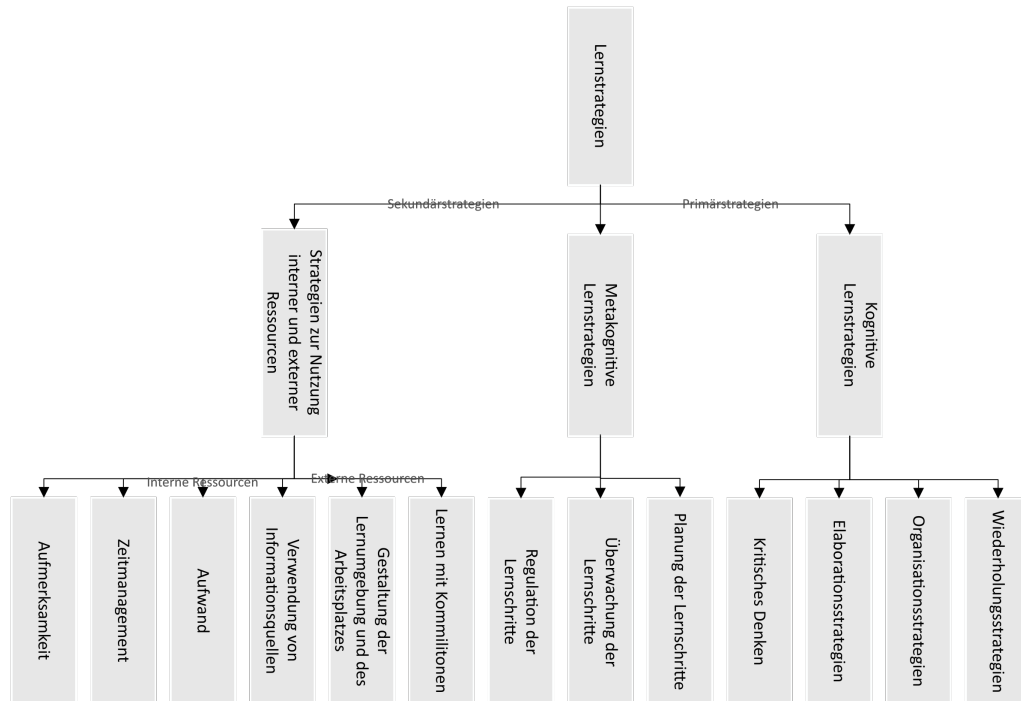 Lernstrategien
Sekundärstrategien
Primärstrategien
Strategien zur Nutzung
interner und externer
Ressourcen
Metakognitive
Lernstrategien
Kognitive
Lernstrategien
Interne Ressourcen
Externe Ressourcen
Aufmerksamkeit
Zeitmanagement
Aufwand
Verwendung von
Informationsquellen
Gestaltung der
Lernumgebung und des
Arbeitsplatzes
Lernen mit Kommilitonen
Regulation der
Lernschritte
Überwachung der
Lernschritte
Planung der Lernschritte
Kritisches Denken
Elaborationsstrategien
Organisationsstrategien
Wiederholungsstrategien